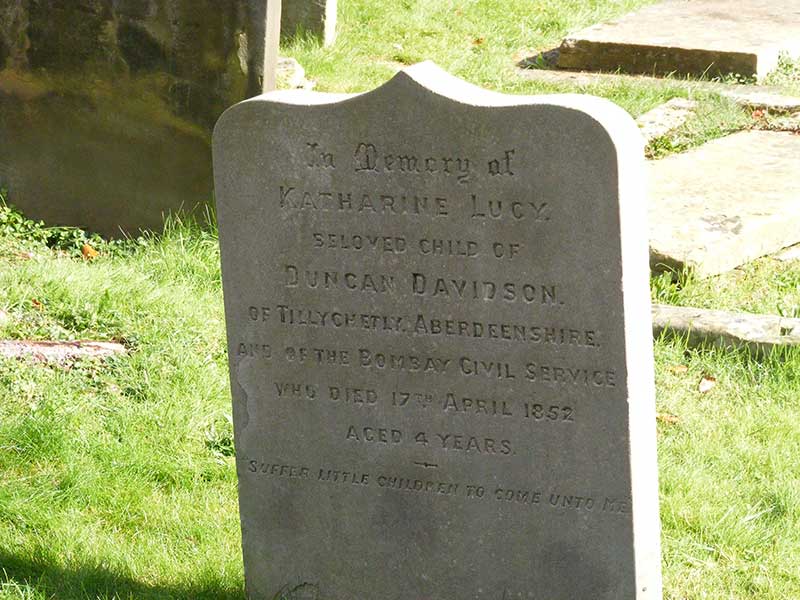 In Memory of
KATHARINE LUCY.
BELOVED CHILD OF
DUNCAN DAVIDSON.
OF TILLYCHETLY, ABERDEENSHIRE.
AND OF THE BOMBAY CIVIL SERVICE
WHO DIED 17TH APRIL 1852
AGED 4 YEARS.
"SUFFER LITTLE CHILDREN TO COME UNTO ME